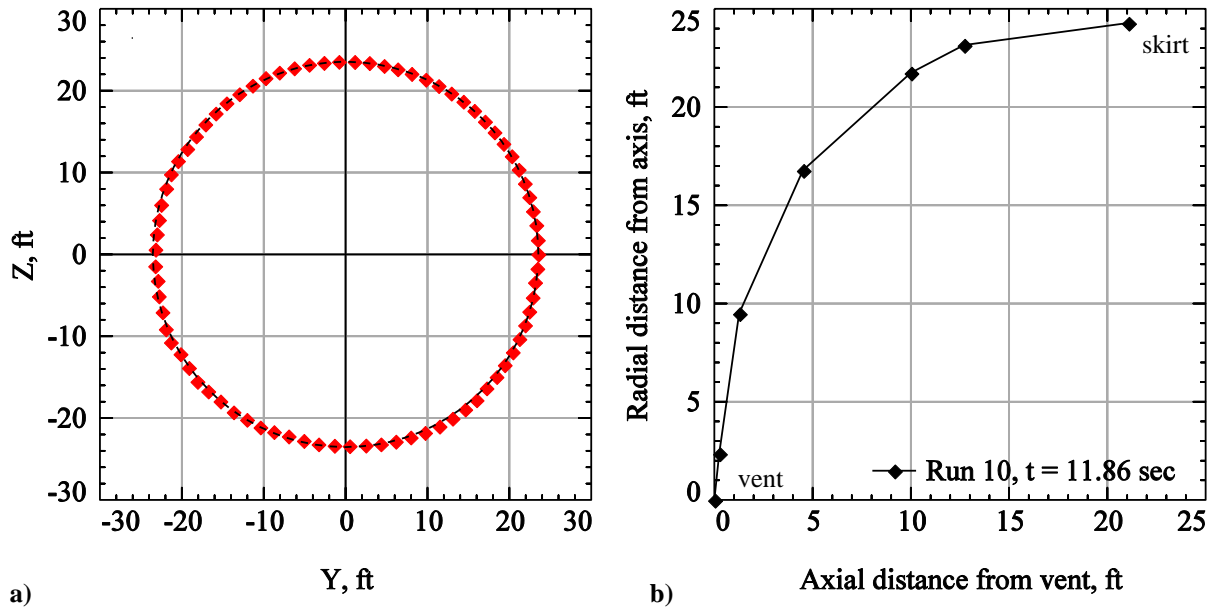 30
20
10
0
-10
-20
-30
Z, ft
-30 -20 -10 0 10 20 30
Y, ft
a)
25
20
15
10
5
0
Radial distance from axis, ft
skirt
vent
Run 10, t = 11.86 sec
0 5 10 15 20 25
Axial distance from vent, ft
b)